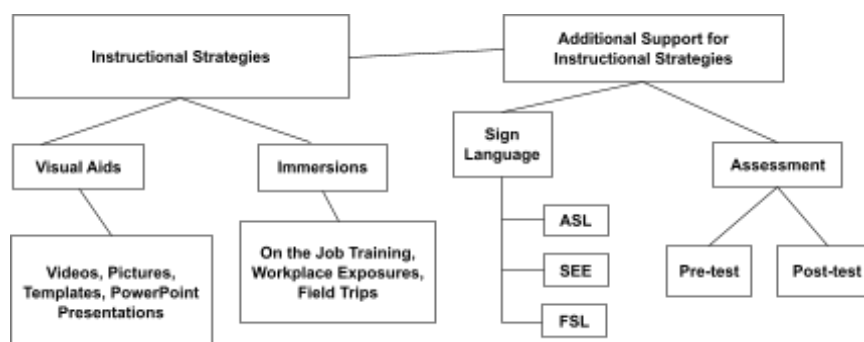 Instructional Strategies
Additional Support for
Instructional Strategies
Visual Aids
Immersions
Sign
Language
Assessment
Videos, Pictures,
Templates, PowerPoint
Presentations
On the Job Training,
Workplace Exposures,
Field Trips
ASL
SEE
FSL
Pre-test
Post-test